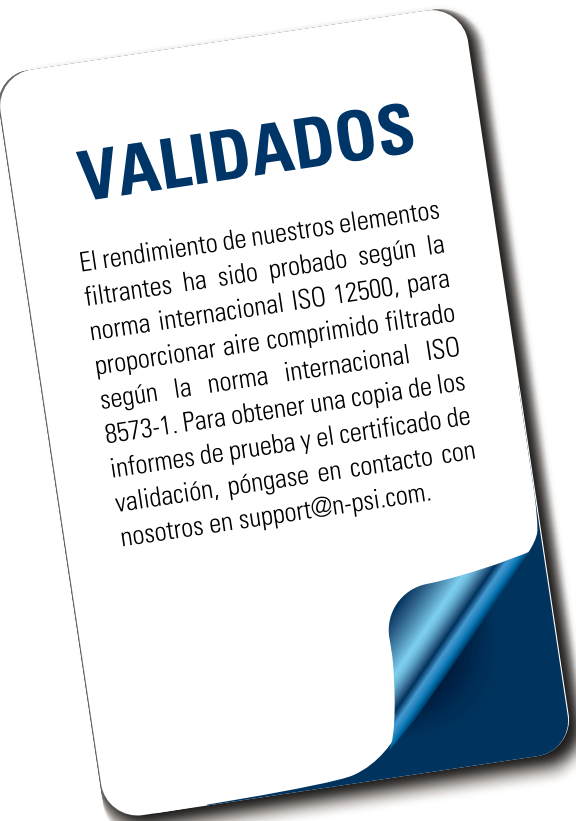 VALIDADOS
El rendimiento de nuestros elementos
filtrantes ha sido probado según la
norma internacional ISO 12500, para
proporcionar aire comprimido filtrado
según la norma internacional ISO
8573-1. Para obtener una copia de los
informes de prueba y el certificado de
validación, póngase en contacto con
nosotros en support@n-psi.com.